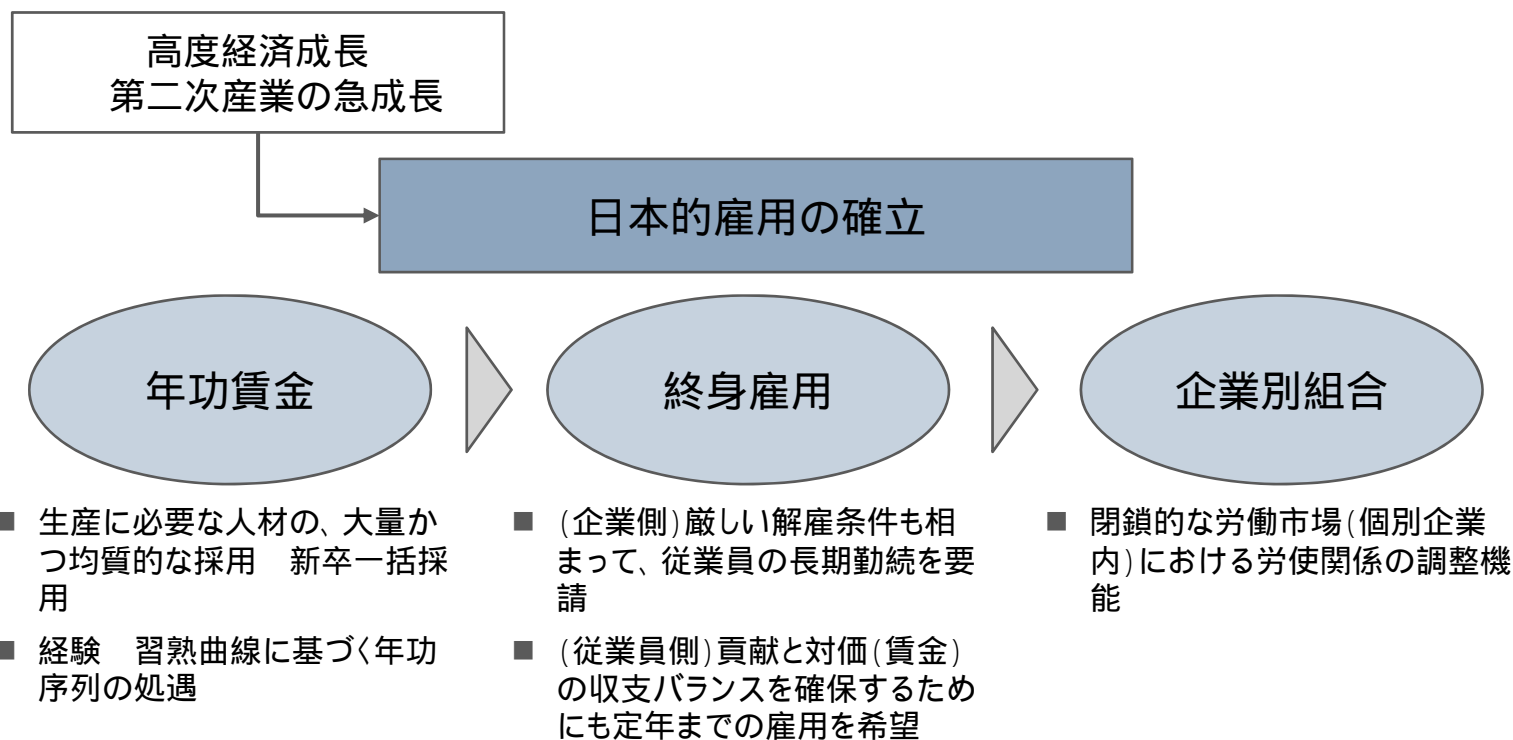 高度経済成長
第二次産業の急成長
日本的雇用の確立
年功賃金
終身雇用
企業別組合
■ 生産に必要な人材の、大量か
つ均質的な採用　新卒一括採
用
■ 経験　習熟曲線に基づく年功
序列の処遇
■ (企業側)厳しい解雇条件も相
まって、従業員の長期勤続を要
請
■ (従業員側)貢献と対価(賃金)
の収支バランスを確保するため
にも定年までの雇用を希望
■ 閉鎖的な労働市場(個別企業
内)における労使関係の調整機
能